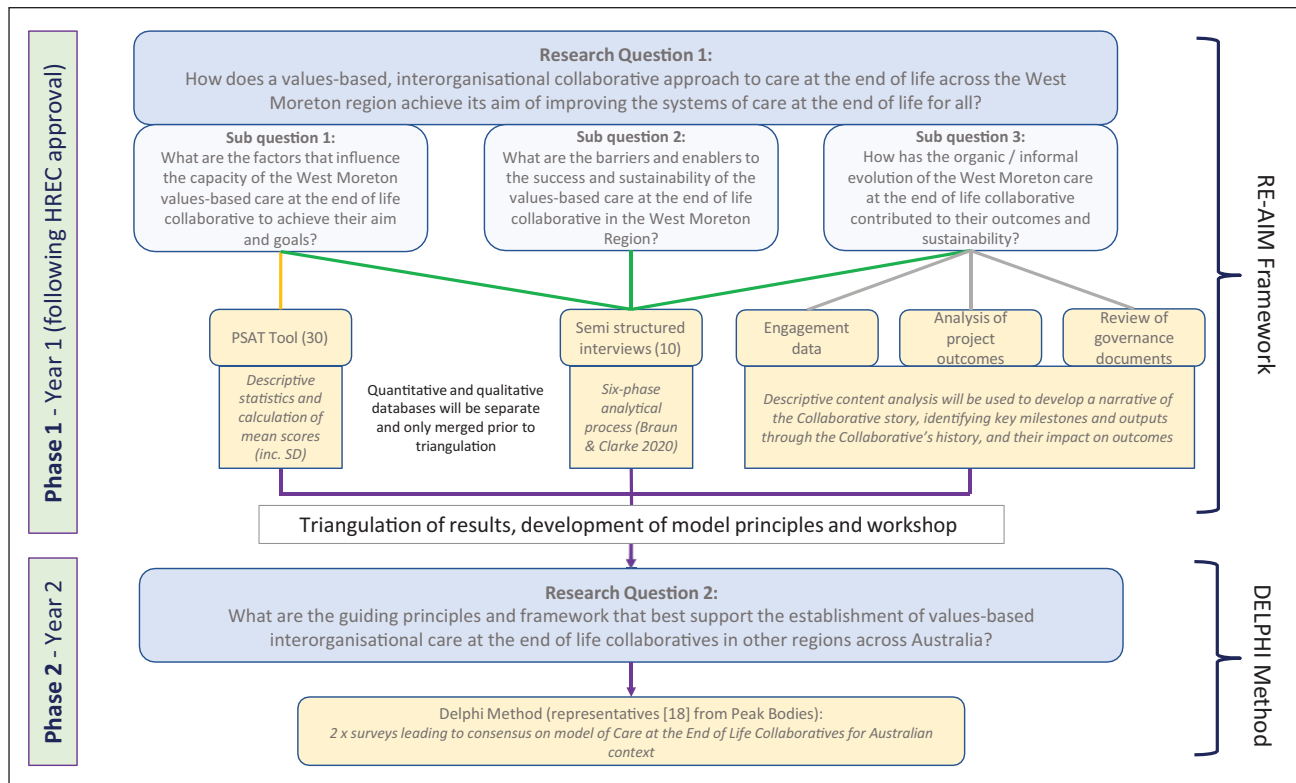 Phase 1 - Year 1 (following HREC approval)
Research Question 1:
How does a values-based, interorganisational collaborative approach to care at the end of life across the West
Moreton region achieve its aim of improving the systems of care at the end of life for all?
Sub question 1:
What are the factors that influence
the capacity of the West Moreton
values-based care at the end of life
collaborative to achieve their aim
and goals?
Sub question 2:
What are the barriers and enablers to
the success and sustainability of the
values-based care at the end of life
collaborative in the West Moreton
Region?
Sub question 3:
How has the organic / informal
evolution of the West Moreton care
at the end of life collaborative
contributed to their outcomes and
sustainability?
PSAT Tool (30)
Descriptive
statistics and
calculation of
mean scores
(inc. SD)
Quantitative and qualitative
databases will be separate
and only merged prior to
triangulation
Semi structured
interviews (10)
Six-phase
analytical
process (Braun
& Clarke 2020)
Engagement
data
Analysis of
project
outcomes
Review of
governance
documents
Descriptive content analysis will be used to develop a narrative
of the Collaborative story, identifying key milestones and outputs
through the Collaborative's history, and their impact on outcomes
RE-AIM Framework
Triangulation of results, development of model principles and workshop
Phase 2 - Year 2
Research Question 2:
What are the guiding principles and framework that best support the establishment of values-based
interorganisational care at the end of life collaboratives in other regions across Australia?
Delphi Method (representatives [18] from Peak Bodies):
2 x surveys leading to consensus on model of Care at the End of Life Collaboratives for Australian
context
DELPHI Method